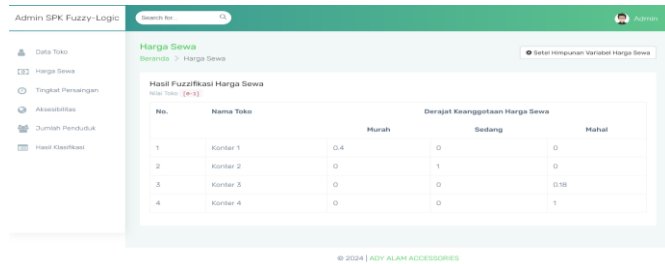 Admin SPK Fuzzy-Logic
Search for...
Admin
Data Toko
Harga Sewa
Tingkat Persaingan
Aksesibilitas
Jumlah Penduduk
Hasil Klasifikasi
Harga Sewa
Beranda > Harga Sewa
Setel Himpunan Variabel Harga Sewa
Hasil Fuzzifikasi Harga Sewa
Nilai Toko [0-1]
No. Nama Toko Derajat Keanggotaan Harga Sewa
Murah Sedang Mahal
1 Konter 1 0.4 0 0
2 Konter 2 0 1 0
3 Konter 3 0 0 0.18
4 Konter 4 0 0 1
© 2024 | ADY ALAM ACCESSORIES